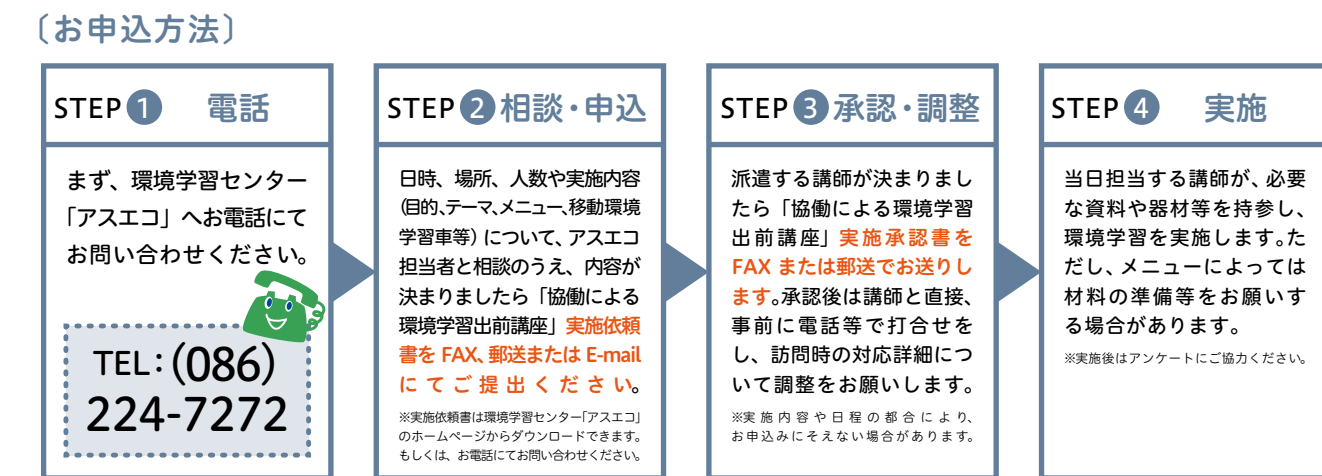 〔お申込方法〕
STEP 1 電話
まず、環境学習センター
「アスエコ」へお電話にて
お問い合わせください。
TEL:(086)
224-7272
STEP 2 相談・申込
日時、場所、人数や実施内容
(目的、テーマ、メニュー、移動環境
学習車等)について、アスエコ
担当者と相談のうえ、内容が
決まりましたら「協働による
環境学習出前講座」実施依頼
書を FAX、郵送または E-mail
にてご提出ください。
※実施依頼書は環境学習センター「アスエコ」
のホームページからダウンロードできます。
もしくは、お電話にてお問い合わせください。
STEP 3 承認・調整
派遣する講師が決まりまし
たら「協働による環境学習
出前講座」実施承認書を
FAX または郵送でお送りし
ます。承認後は講師と直接、
事前に電話等で打合せを
し、訪問時の対応詳細につ
いて調整をお願いします。
※実施内容や日程の都合により、
お申込みにそえない場合があります。
STEP 4 実施
当日担当する講師が、必要
な資料や器材等を持参し、
環境学習を実施します。た
だし、メニューによっては
材料の準備等をお願いす
る場合があります。
※実施後はアンケートにご協力ください。